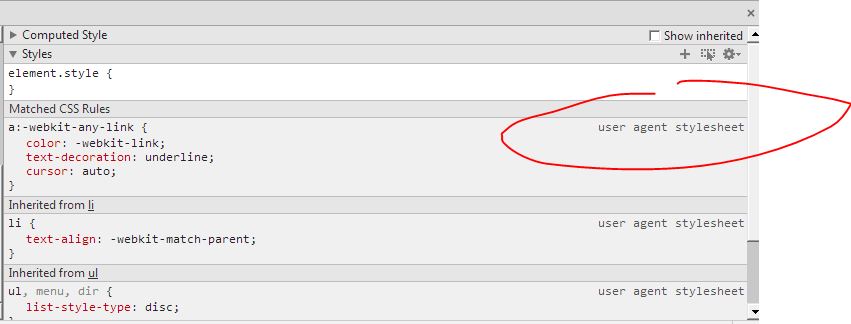 ×
▶ Computed Style Show inherited
▼ Styles
element.style {
}
Matched CSS Rules
a:-webkit-any-link { user agent stylesheet
color: -webkit-link;
text-decoration: underline;
cursor: auto;
}
Inherited from li
li { user agent stylesheet
text-align: -webkit-match-parent;
}
Inherited from ul
ul, menu, dir { user agent stylesheet
list-style-type: disc;
}